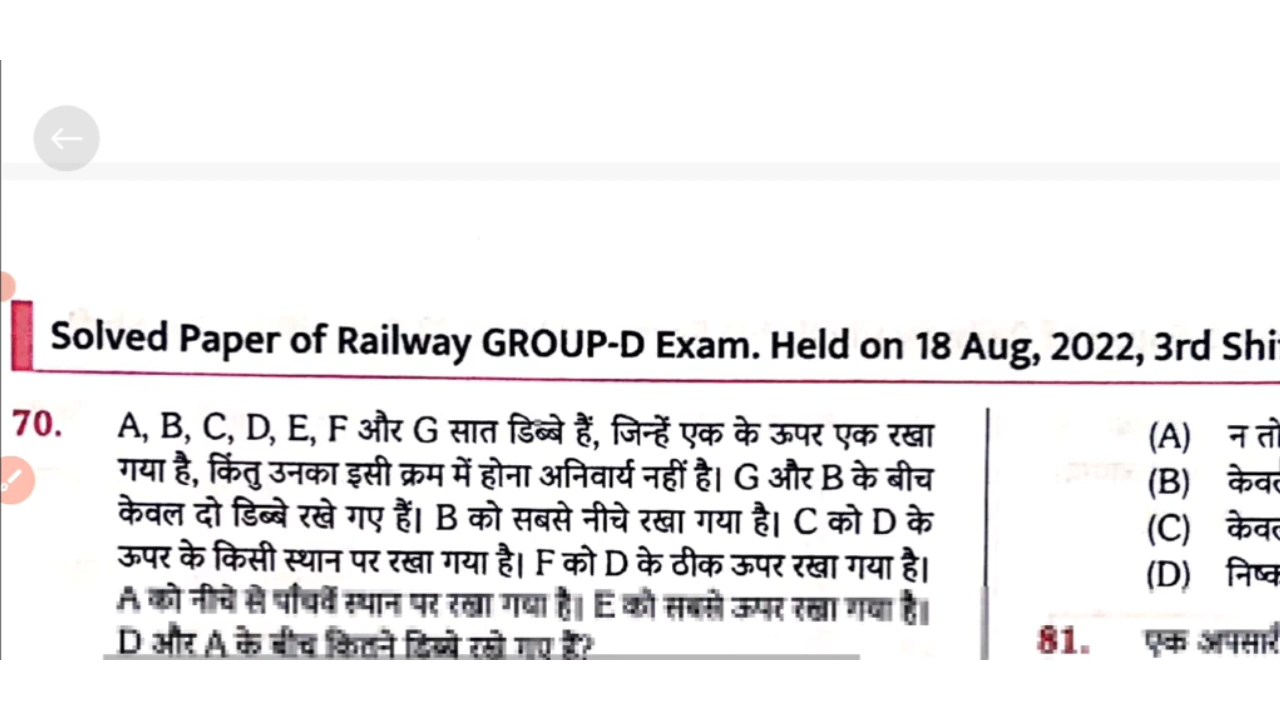 Solved Paper of Railway GROUP-D Exam. Held on 18 Aug, 2022, 3rd Shi
70. A, B, C, D, E, F और G सात डिब्बे हैं, जिन्हें एक के ऊपर एक रखा
गया है, किंतु उनका इसी क्रम में होना अनिवार्य नहीं है। G और B के बीच
केवल दो डिब्बे रखे गए हैं। B को सबसे नीचे रखा गया है। C को D के
ऊपर के किसी स्थान पर रखा गया है। F को D के ठीक ऊपर रखा गया है।
A को नीचे से पाँचवें स्थान पर रखा गया है। E को सबसे ऊपर रखा गया है।
D और A के बीच कितने डिब्बे रखे गए हैं?
(A) न तो
(B) केवल
(C) केवल
(D) निष्क
81. एक अपसारी